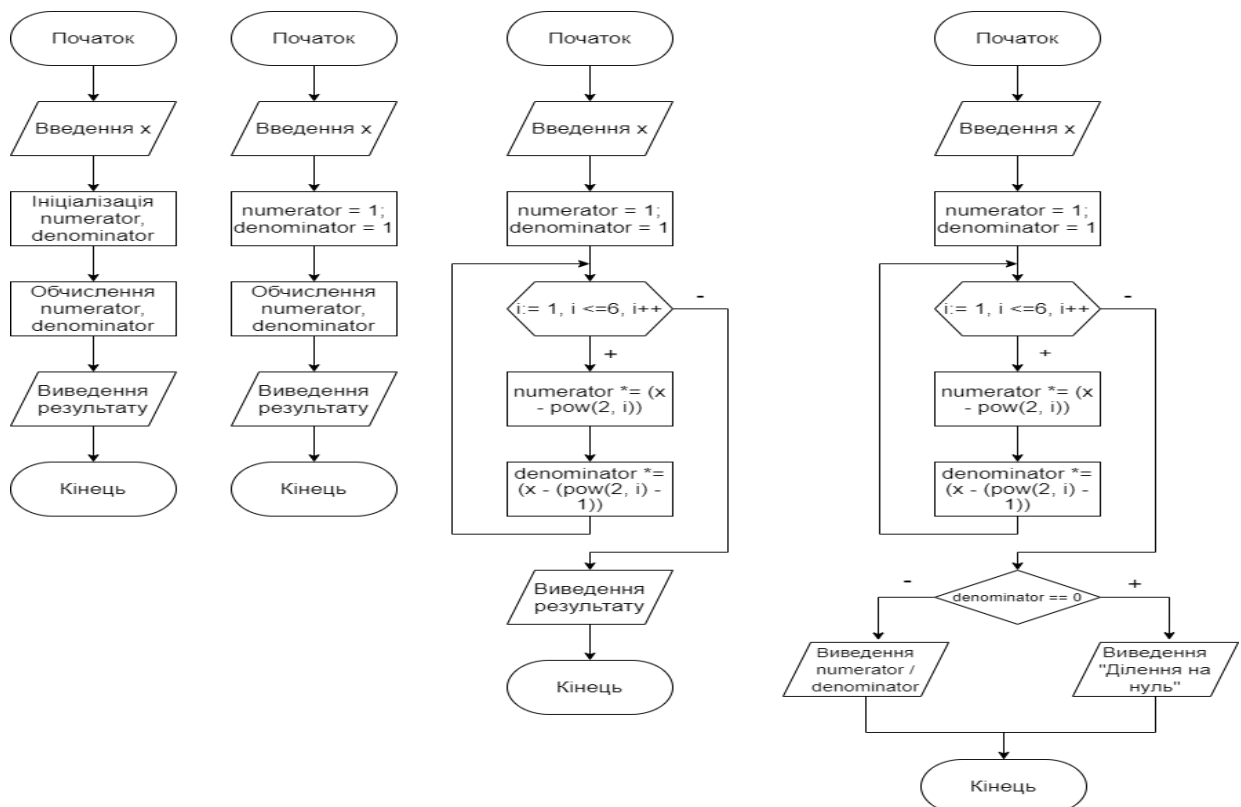 Початок
Введення x
Ініціалізація
numerator,
denominator
Обчислення
numerator,
denominator
Виведення
результату
Кінець
Початок
Введення x
numerator = 1;
denominator = 1
Обчислення
numerator,
denominator
Виведення
результату
Кінець
Початок
Введення x
numerator = 1;
denominator = 1
i:= 1, i <=6, i++
-
+
numerator *= (x
- pow(2, i))
denominator *=
(x - (pow(2, i) -
1))
Виведення
результату
Кінець
Початок
Введення x
numerator = 1;
denominator = 1
i:= 1, i <=6, i++
-
+
numerator *= (x
- pow(2, i))
denominator *=
(x - (pow(2, i) -
1))
denominator == 0
-
+
Виведення
numerator /
denominator
Виведення
"Ділення на
нуль"
Кінець